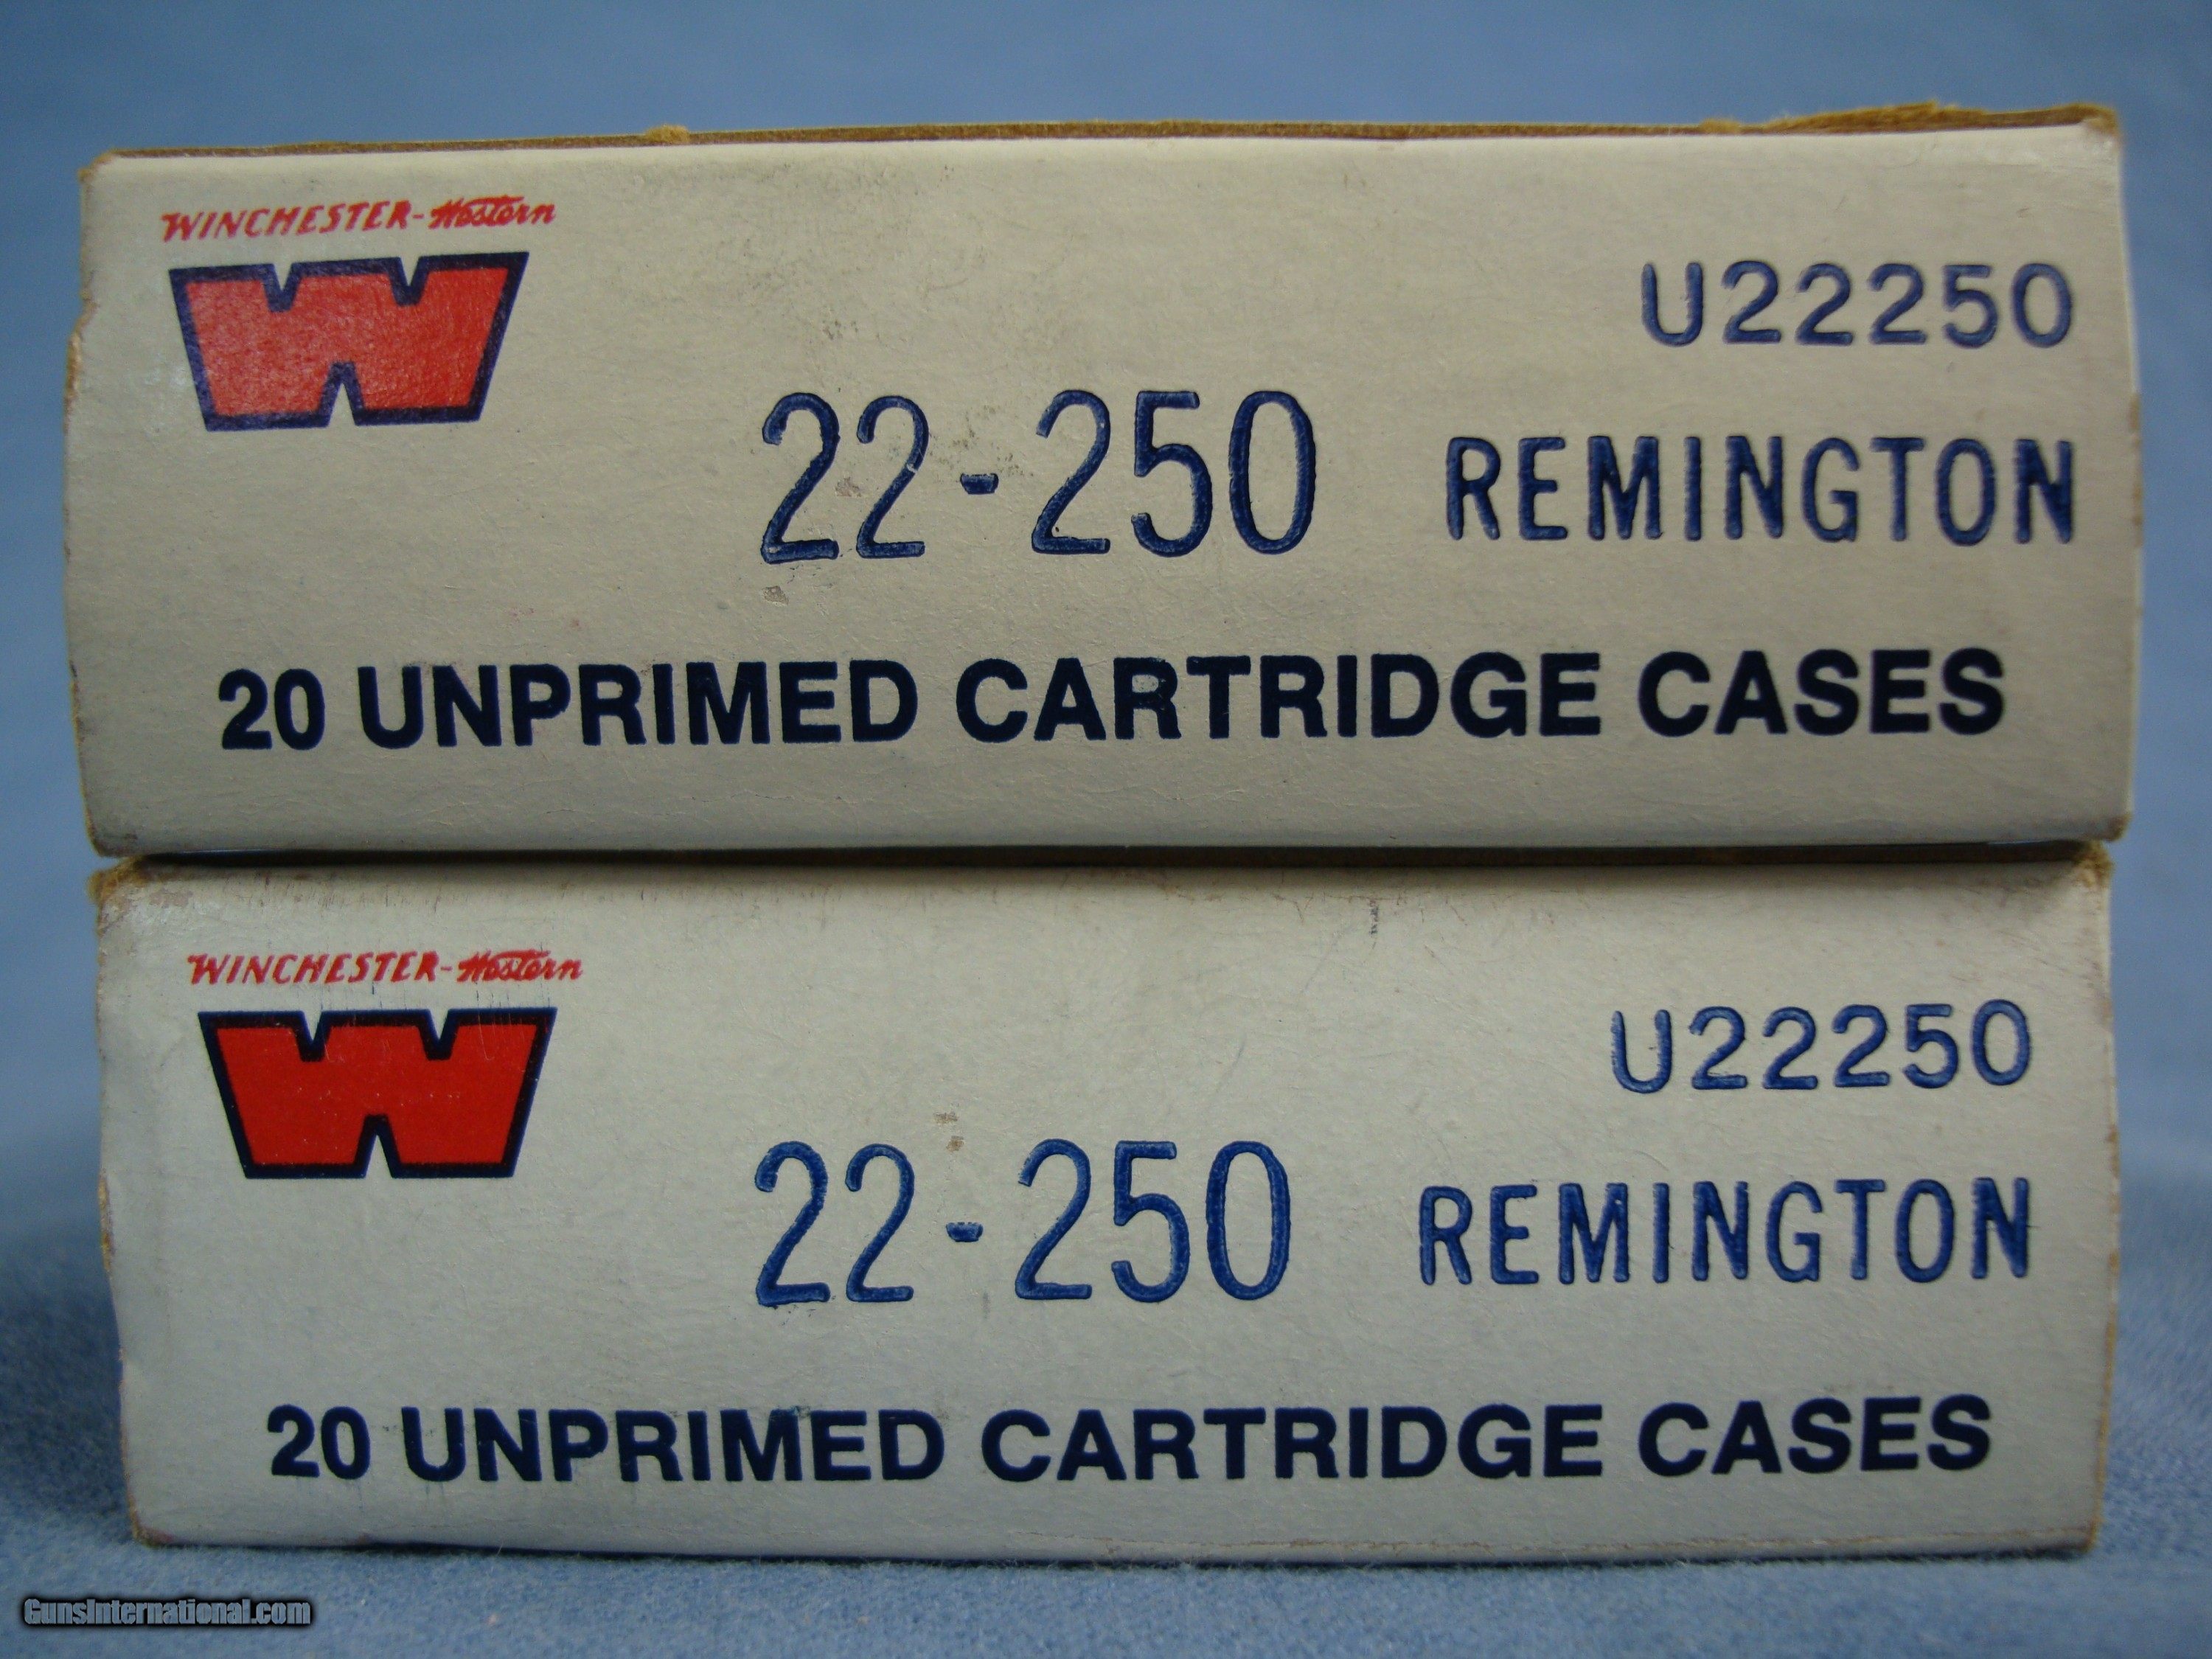 WINCHESTER-Western
W
U22250
22-250 REMINGTON
20 UNPRIMED CARTRIDGE CASES
WINCHESTER-Western
W
U22250
22-250 REMINGTON
20 UNPRIMED CARTRIDGE CASES
GunsInternational.com